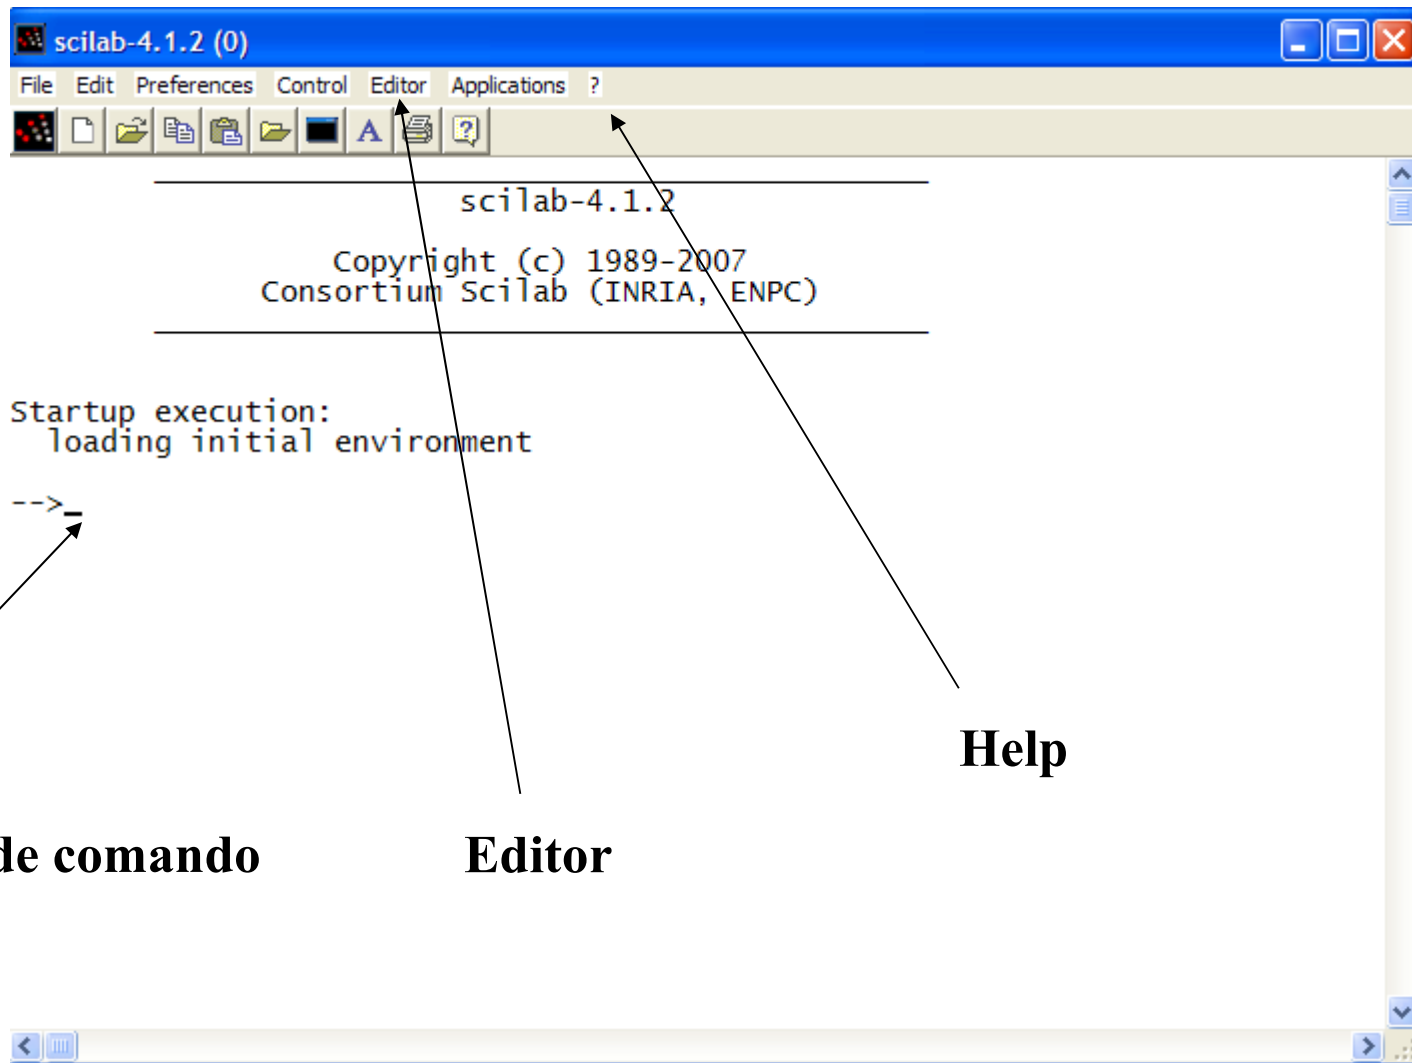 scilab-4.1.2 (0)
File Edit Preferences Control Editor Applications ?
scilab-4.1.2
Copyright (c) 1989-2007
Consortium Scilab (INRIA, ENPC)
Startup execution:
loading initial environment
-->_
Help
de comando Editor